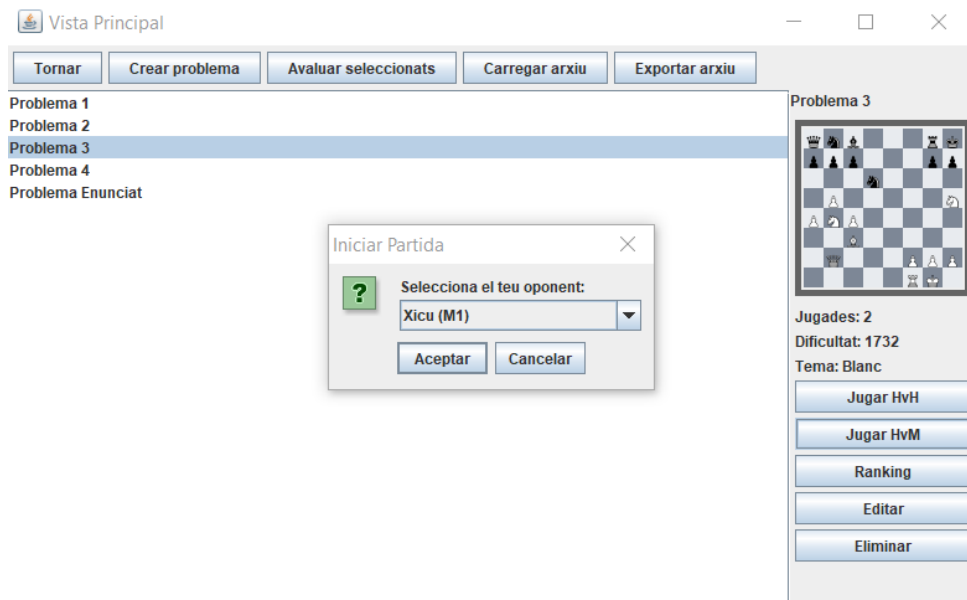 Vista Principal
Tornar Crear problema Avaluar seleccionats Carregar arxiu Exportar arxiu
Problema 1
Problema 2
Problema 3
Problema 4
Problema Enunciat
Iniciar Partida
?
Selecciona el teu oponent:
Xicu (M1)
Aceptar Cancelar
Problema 3
Jugades: 2
Dificultat: 1732
Tema: Blanc
Jugar HvH
Jugar HvM
Ranking
Editar
Eliminar